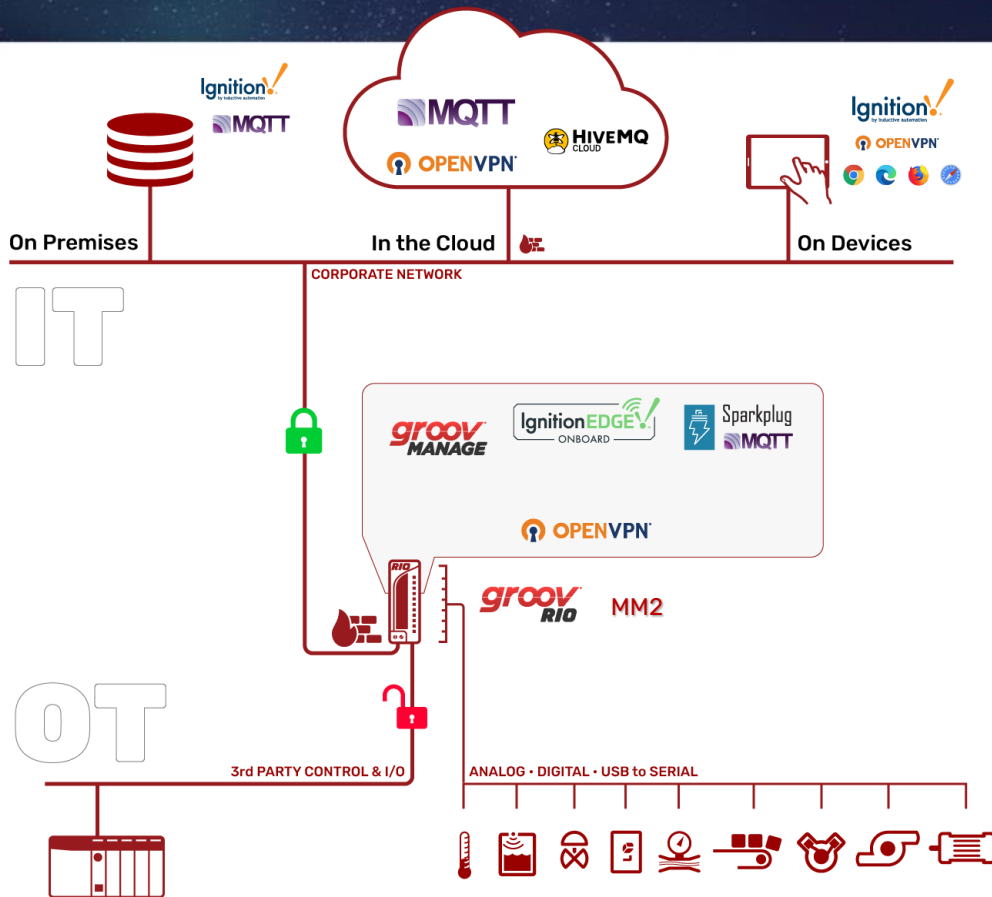 Ignition!
by inductive automation
MQTT
MQTT
HIVEMQ
CLOUD
OPENVPN
Ignition!
by inductive automation
OPENVPN
On Premises
In the Cloud
On Devices
CORPORATE NETWORK
IT
groov
MANAGE
Ignition EDGE!
ONBOARD
Sparkplug
MQTT
OPENVPN
RIO
groov
RIO
MM2
OT
3rd PARTY CONTROL & I/O
ANALOG · DIGITAL · USB to SERIAL